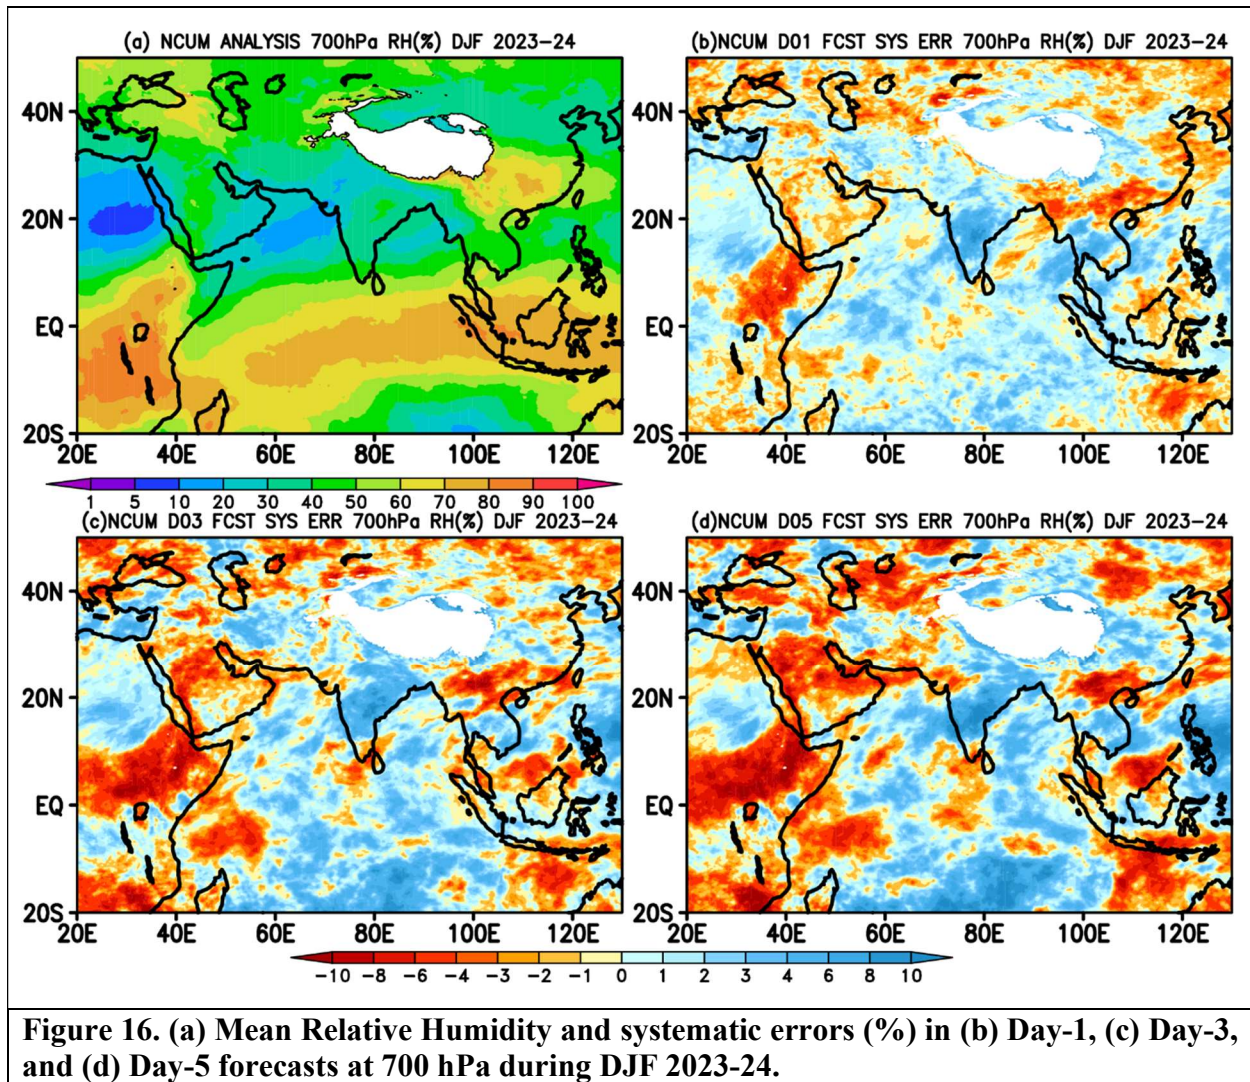 (a) NCUM ANALYSIS 700hPa RH(%) DJF 2023-24
(b)NCUM D01 FCST SYS ERR 700hPa RH(%) DJF 2023-24
40N
20N
EQ
20S
20E 40E 60E 80E 100E 120E
40N
20N
EQ
20S
20E 40E 60E 80E 100E 120E
1 5 10 20 30 40 50 60 70 80 90 100
(c)NCUM D03 FCST SYS ERR 700hPa RH(%) DJF 2023-24
(d)NCUM D05 FCST SYS ERR 700hPa RH(%) DJF 2023-24
40N
20N
EQ
20S
20E 40E 60E 80E 100E 120E
40N
20N
EQ
20S
20E 40E 60E 80E 100E 120E
-10 -8 -6 -4 -3 -2 -1 0 1 2 3 4 6 8 10
Figure 16. (a) Mean Relative Humidity and systematic errors (%) in (b) Day-1, (c) Day-3,
and (d) Day-5 forecasts at 700 hPa during DJF 2023-24.